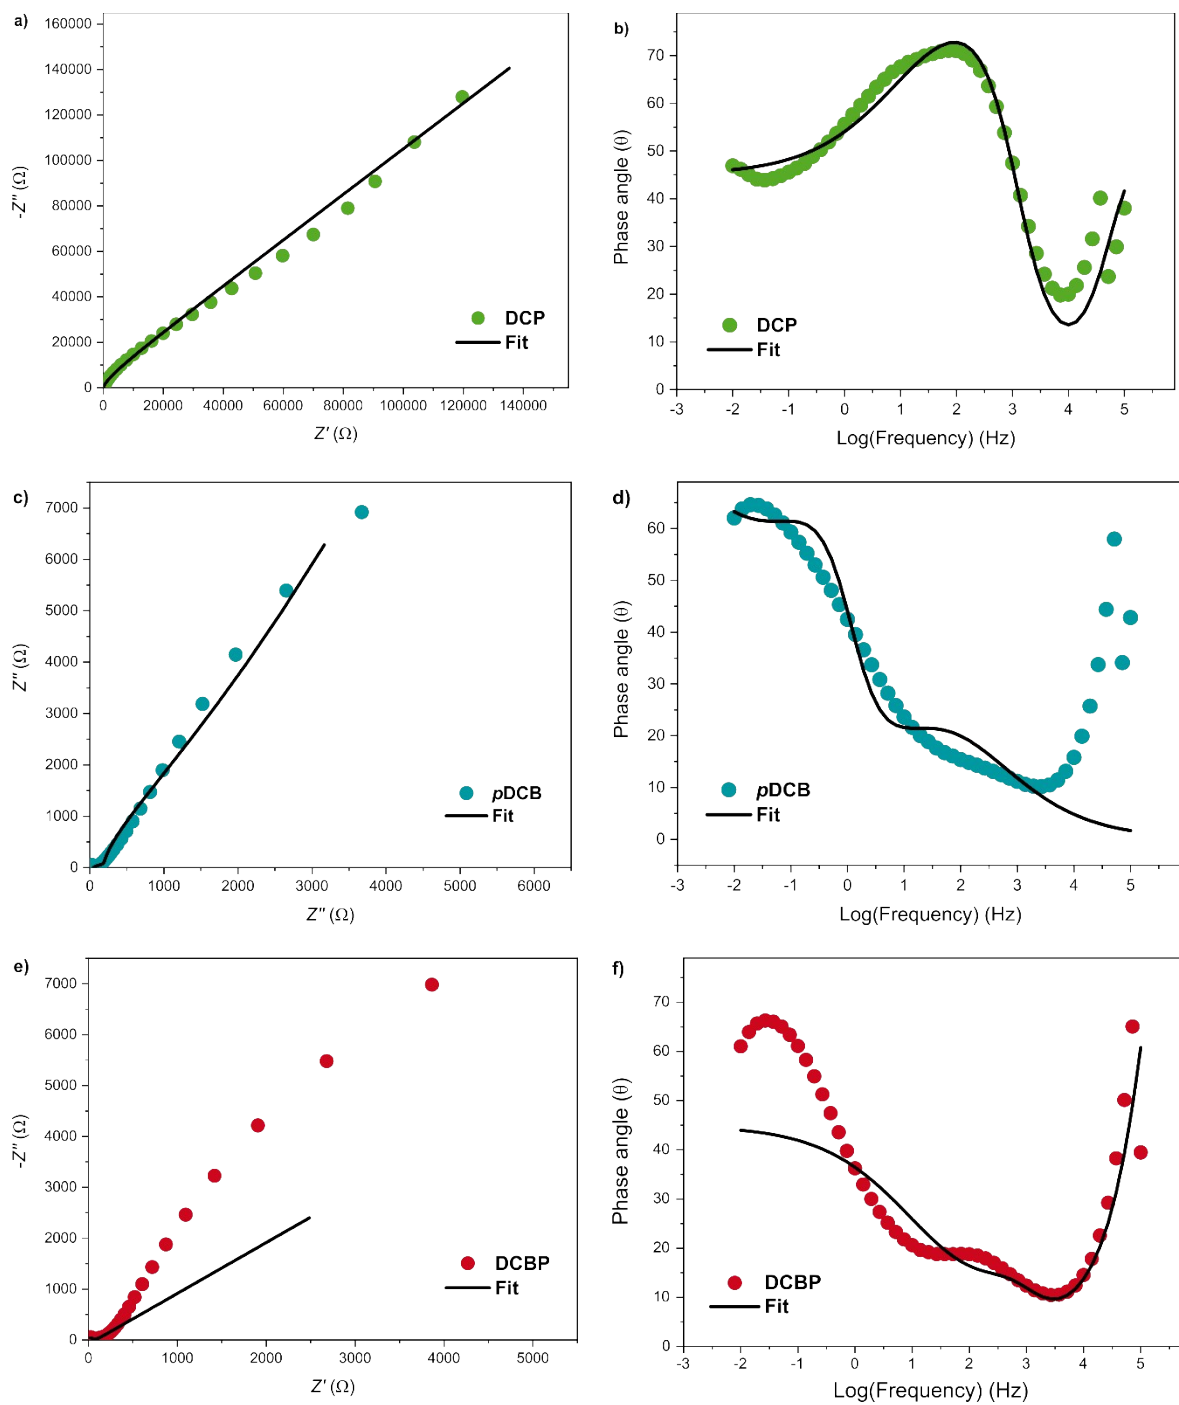 a)
160000
140000
120000
100000
80000
60000
40000
20000
0
-Z" (Ω)
DCP
Fit
0 20000 40000 60000 80000 100000 120000 140000
Z' (Ω)
b)
70
60
50
40
30
20
10
0
Phase angle (θ)
DCP
Fit
-3 -2 -1 0 1 2 3 4 5
Log(Frequency) (Hz)
c)
7000
6000
5000
4000
3000
2000
1000
0
Z" (Ω)
pDCB
Fit
0 1000 2000 3000 4000 5000 6000
Z" (Ω)
d)
60
50
40
30
20
10
0
Phase angle (θ)
pDCB
Fit
-3 -2 -1 0 1 2 3 4 5
Log(Frequency) (Hz)
e)
7000
6000
5000
4000
3000
2000
1000
0
-Z" (Ω)
DCBP
Fit
0 1000 2000 3000 4000 5000
Z' (Ω)
f)
70
60
50
40
30
20
10
0
Phase angle (θ)
DCBP
Fit
-3 -2 -1 0 1 2 3 4 5
Log(Frequency) (Hz)